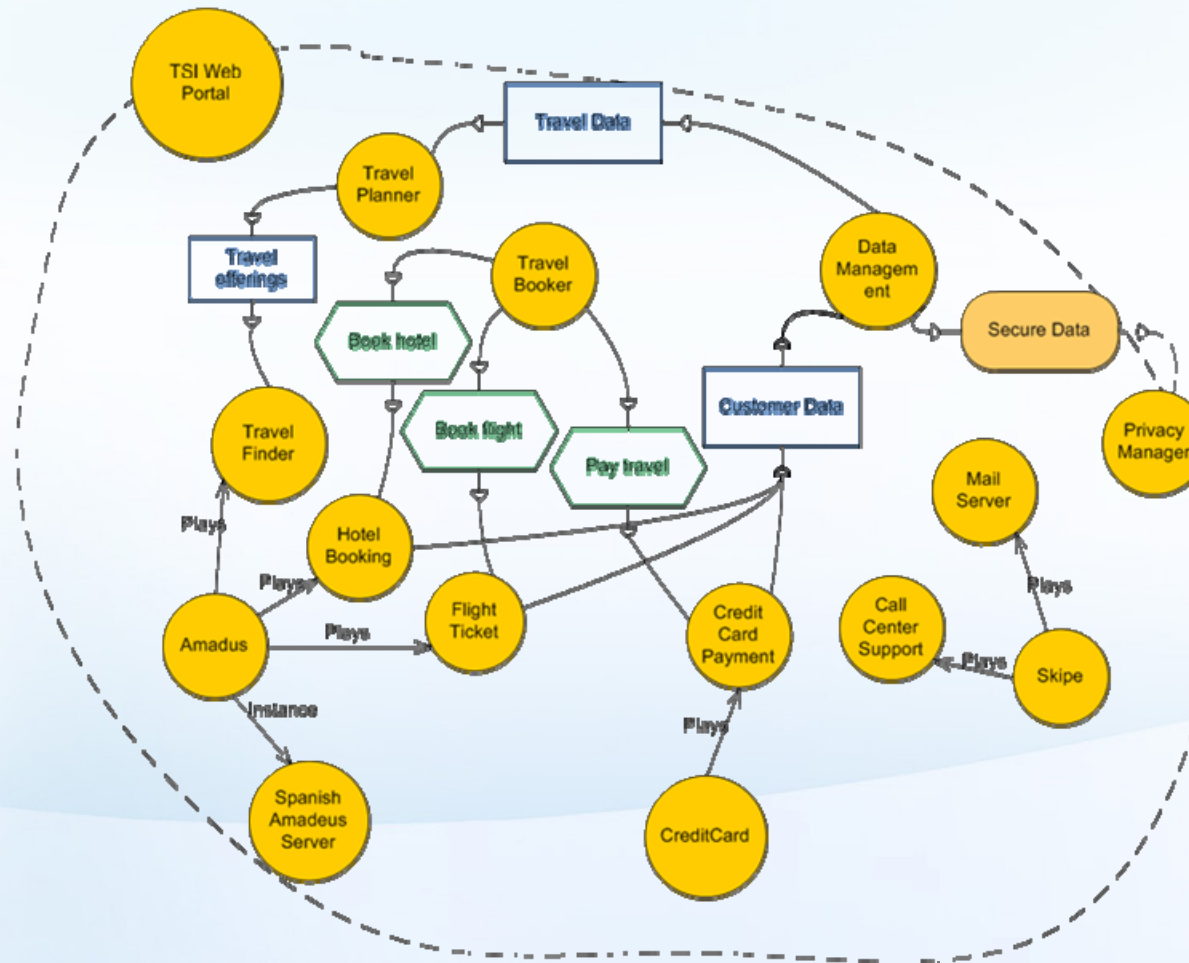 TSI Web
Portal
Travel Data
Travel
Planner
Travel
offerings
Travel
Booker
Data
Managem
ent
Secure Data
Book hotel
Customer Data
Book flight
Pay travel
Travel
Finder
Privacy
Manager
Mail
Server
Plays
Hotel
Booking
Plays
Plays
Amadus
Plays
Flight
Ticket
Credit
Card
Payment
Call
Center
Support
Plays
Skipe
Instance
Plays
Spanish
Amadeus
Server
CreditCard